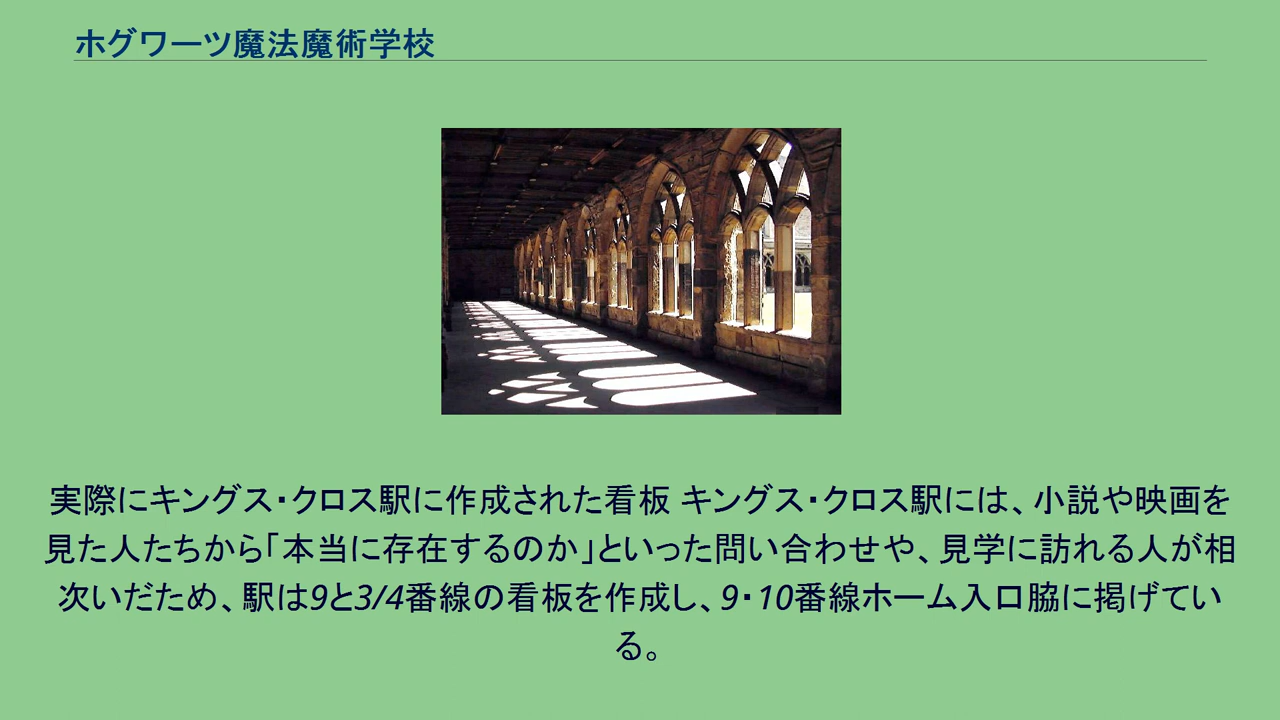 ホグワーツ魔法魔術学校
実際にキングス・クロス駅に作成された看板 キングス・クロス駅には、小説や映画を
見た人たちから「本当に存在するのか」といった問い合わせや、見学に訪れる人が相
次いだため、駅は9と3/4番線の看板を作成し、9・10番線ホーム入口脇に掲げてい
る。